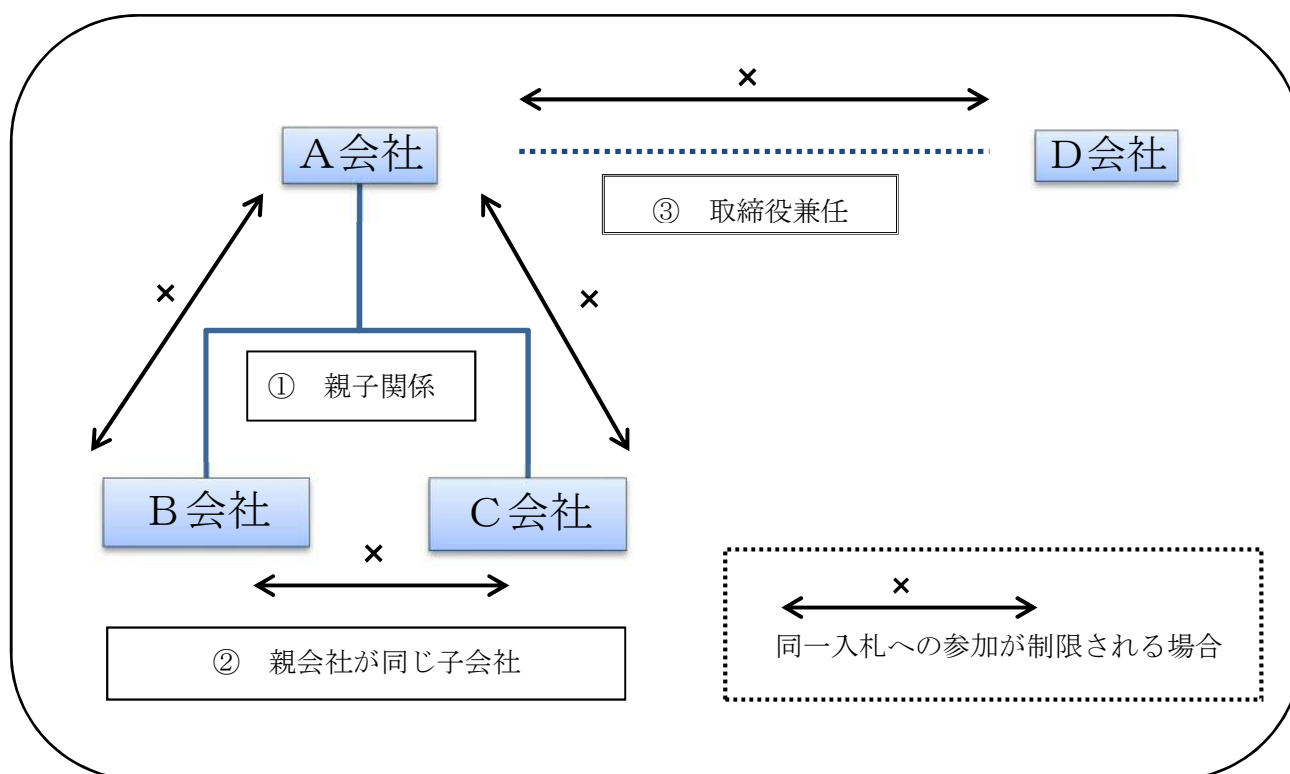 ×
Ａ会社
Ｄ会社
③　取締役兼任
×
×
①　親子関係
Ｂ会社
Ｃ会社
×
②　親会社が同じ子会社
×
同一入札への参加が制限される場合